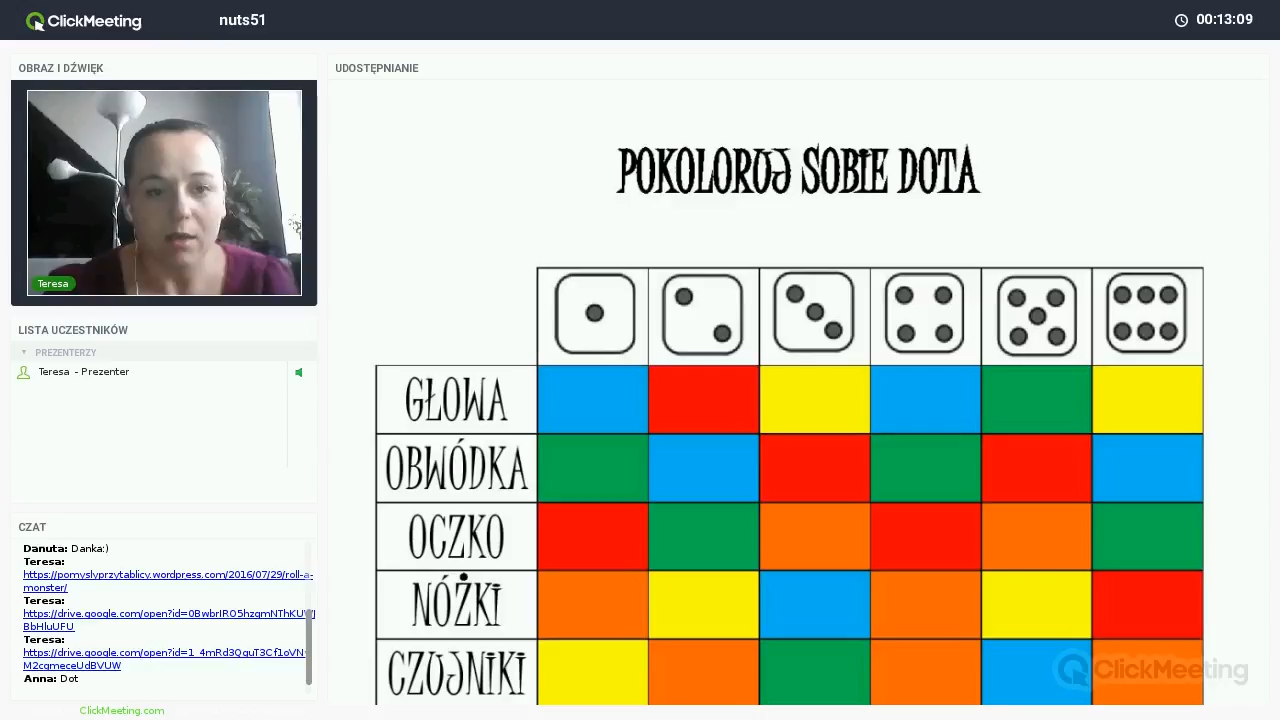 ClickMeeting
nuts51
00:13:09
OBRAZ I DŹWIĘK
Teresa
LISTA UCZESTNIKÓW
PREZENTERZY
Teresa - Prezenter
CZAT
Danuta: Danka:)
Teresa:
https://pomyslyprzytablicy.wordpress.com/2016/07/29/roll-a-
monster/
Teresa:
Teresa:
M2cqmeceUdBVUW
Anna: Dot
ClickMeeting.com
UDOSTĘPNIANIE
POKOLORUJ SOBIE DOTA
GŁOWA
OBWÓDKA
OCZKO
NÓŻKI
CZUJNIKI
ClickMeeting